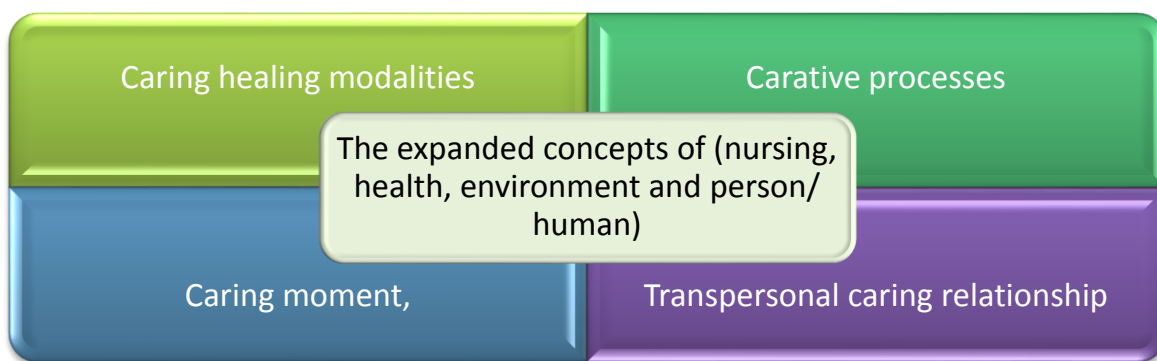 Caring healing modalities
Carative processes
The expanded concepts of (nursing,
health, environment and person/
human)
Caring moment,
Transpersonal caring relationship